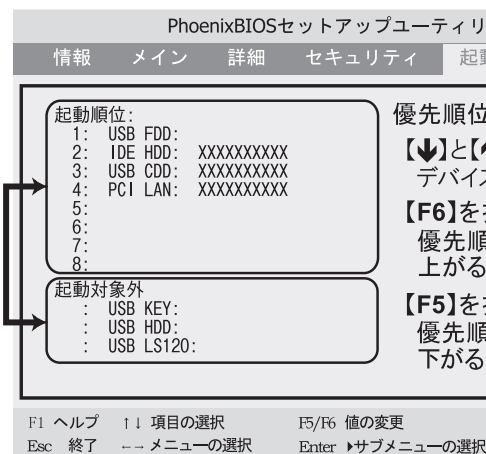 PhoenixBIOSセットアップユーティリ
情報 メイン 詳細 セキュリティ 起動
起動順位:
1: USB FDD:
2: IDE HDD: XXXXXXXXXX
3: USB CDD: XXXXXXXXXX
4: PCI LAN: XXXXXXXXXX
5:
6:
7:
8:
起動対象外
: USB KEY:
: USB HDD:
: USB LS120:
優先順位
【↓】と【↑
デバイス
【F6】を押
優先順
上がる
【F5】を押
優先順
下がる
F1 ヘルプ ↑↓ 項目の選択 F5/F6 値の変更
Esc 終了 ←→ メニューの選択 Enter ▶サブメニューの選択